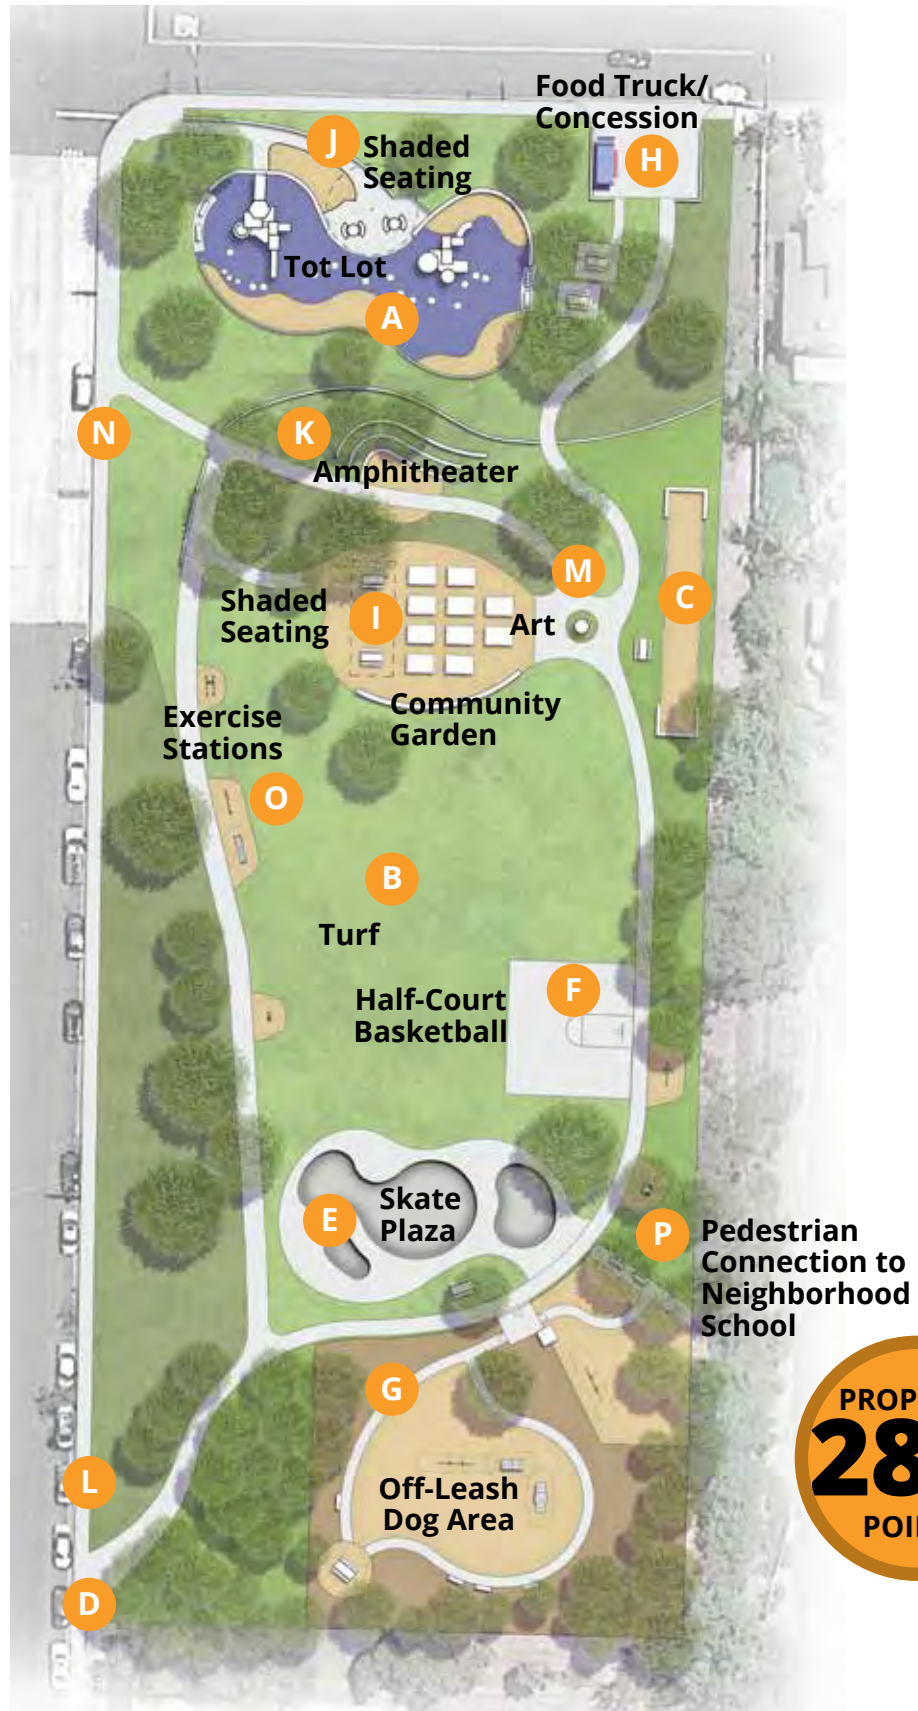 Food Truck/
Concession
H
J
Shaded
Seating
Tot Lot
A
N
K
Amphitheater
M
C
Shaded
Seating
I
Art
Community
Garden
Exercise
Stations
O
B
Turf
F
Half-Court
Basketball
E
Skate
Plaza
P
Pedestrian
Connection to
Neighborhood
School
G
L
Off-Leash
Dog Area
D
PROP
28
POI